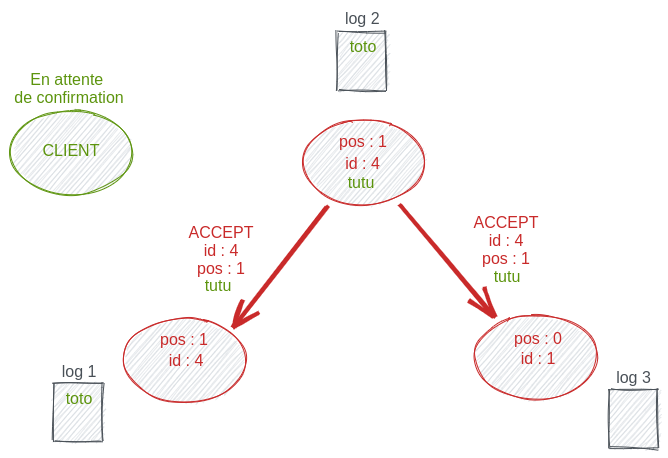 log 2
toto
En attente
de confirmation
CLIENT
pos : 1
id : 4
tutu
ACCEPT
id : 4
pos : 1
tutu
ACCEPT
id : 4
pos : 1
tutu
pos : 1
id : 4
pos : 0
id : 1
log 1
toto
log 3